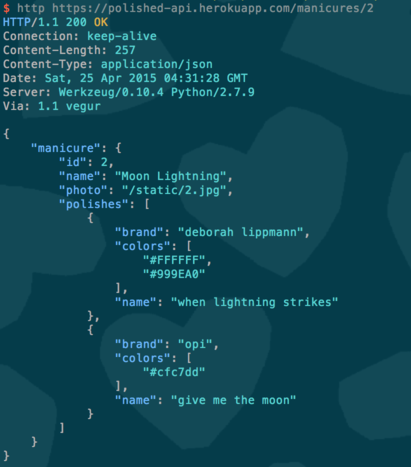 $ http https://polished-api.herokuapp.com/manicures/2
HTTP/1.1 200 OK
Connection: keep-alive
Content-Length: 257
Content-Type: application/json
Date: Sat, 25 Apr 2015 04:31:28 GMT
Server: Werkzeug/0.10.4 Python/2.7.9
Via: 1.1 vegur

{
    "manicure": {
        "id": 2,
        "name": "Moon Lightning",
        "photo": "/static/2.jpg",
        "polishes": [
            {
                "brand": "deborah lippmann",
                "colors": [
                    "#FFFFFF",
                    "#999EA0"
                ],
                "name": "when lightning strikes"
            },
            {
                "brand": "opi",
                "colors": [
                    "#cfc7dd"
                ],
                "name": "give me the moon"
            }
        ]
    }
}